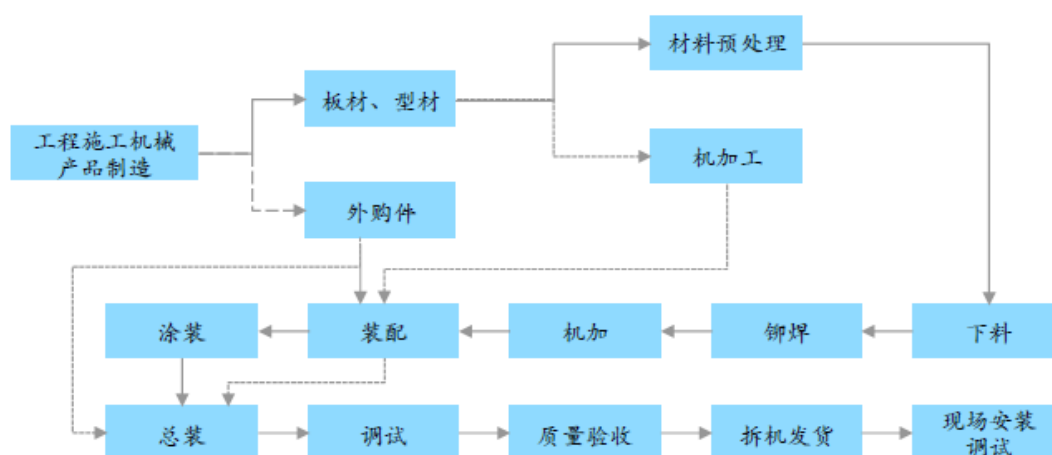 材料预处理
板材、型材
工程施工机械
产品制造
机加工
外购件
涂装
装配
机加
铆焊
下料
总装
调试
质量验收
拆机发货
现场安装
调试